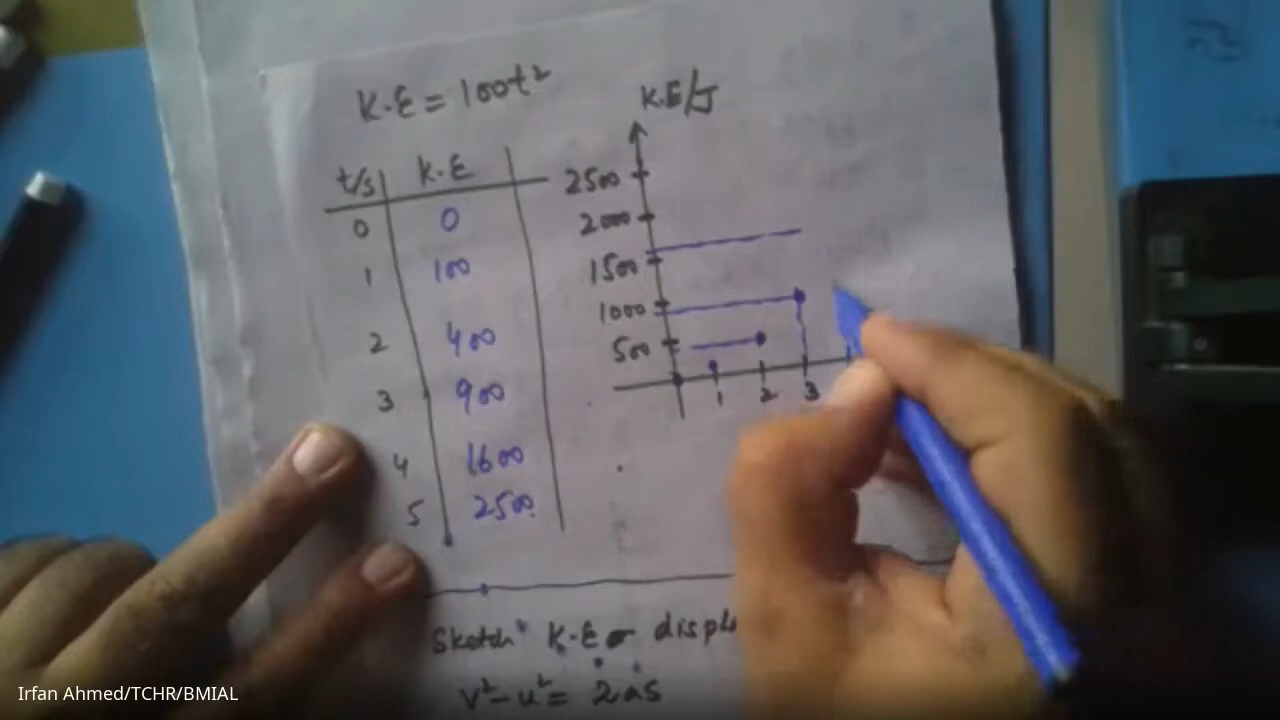 K.E = 100t²
t/s K.E
0 0
1 100
2 400
3 900
4 1600
5 2500
K.E/J
2500
2000
1500
1000
500
1 2 3
Sketch K.E or
v² - u² = 2as
Irfan Ahmed/TCHR/BMIAL